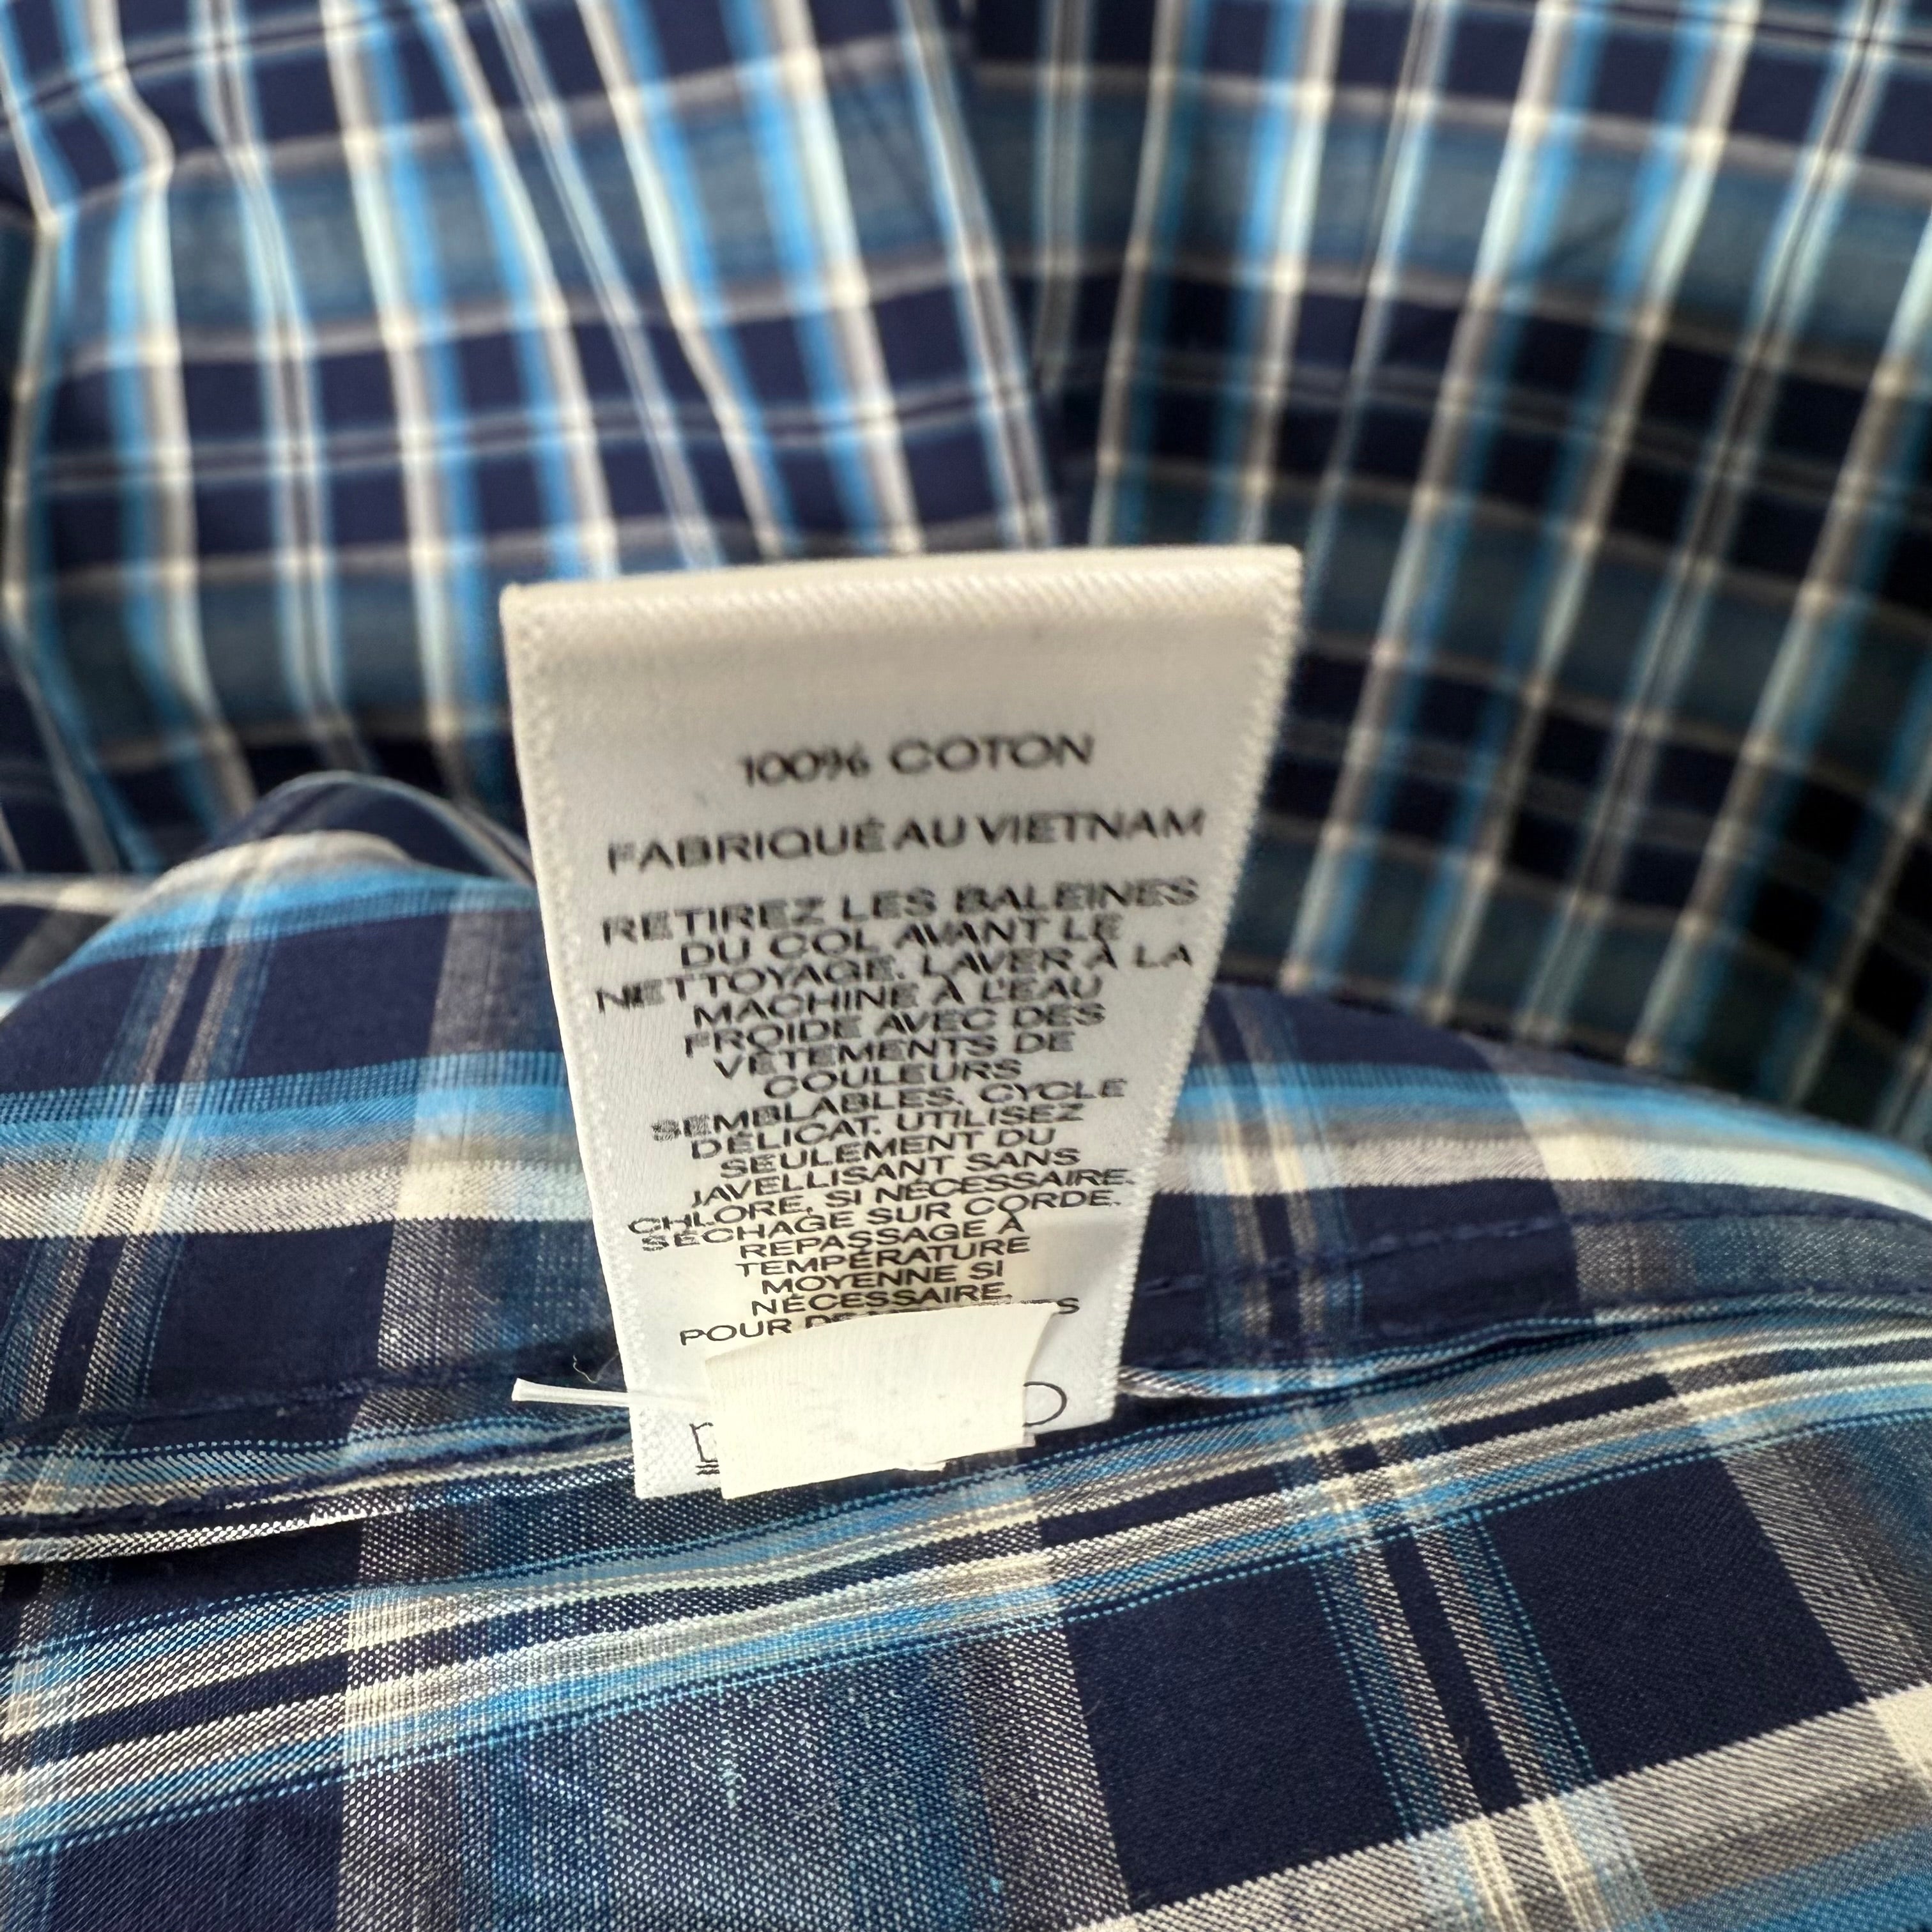 100% COTON
FABRIQUÉ AU VIETNAM
RETIREZ LES BALEINES
DU COL AVANT LE
NETTOYAGE. LAVER À LA
MACHINE À L'EAU
FROIDE AVEC DES
VÊTEMENTS DE
COULEURS
SEMBLABLES. CYCLE
DÉLICAT. UTILISEZ
SEULEMENT DU
JAVELLISANT SANS
CHLORE, SI NÉCESSAIRE.
SÉCHAGE SUR CORDE.
REPASSAGE À
TEMPÉRATURE
MOYENNE SI
NÉCESSAIRE.
POUR